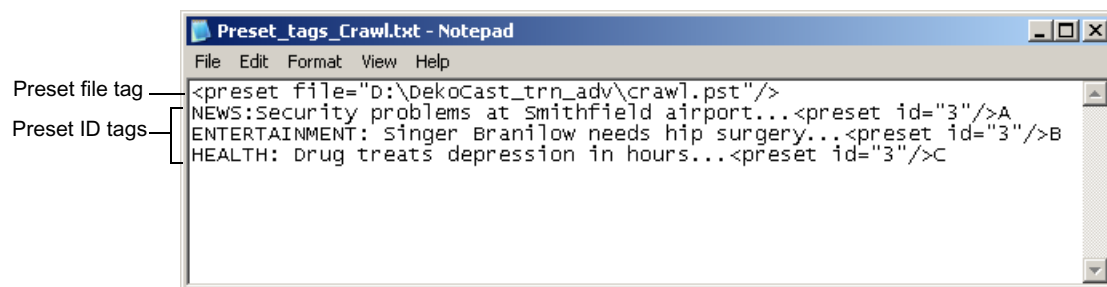 Preset_tags_Crawl.txt - Notepad
File Edit Format View Help
Preset file tag
<preset file="D:\DekoCast_trn_adv\crawl.pst"/>
Preset ID tags
NEWS:Security problems at Smithfield airport...<preset id="3"/>A
ENTERTAINMENT: Singer Branilow needs hip surgery...<preset id="3"/>B
HEALTH: Drug treats depression in hours...<preset id="3"/>C